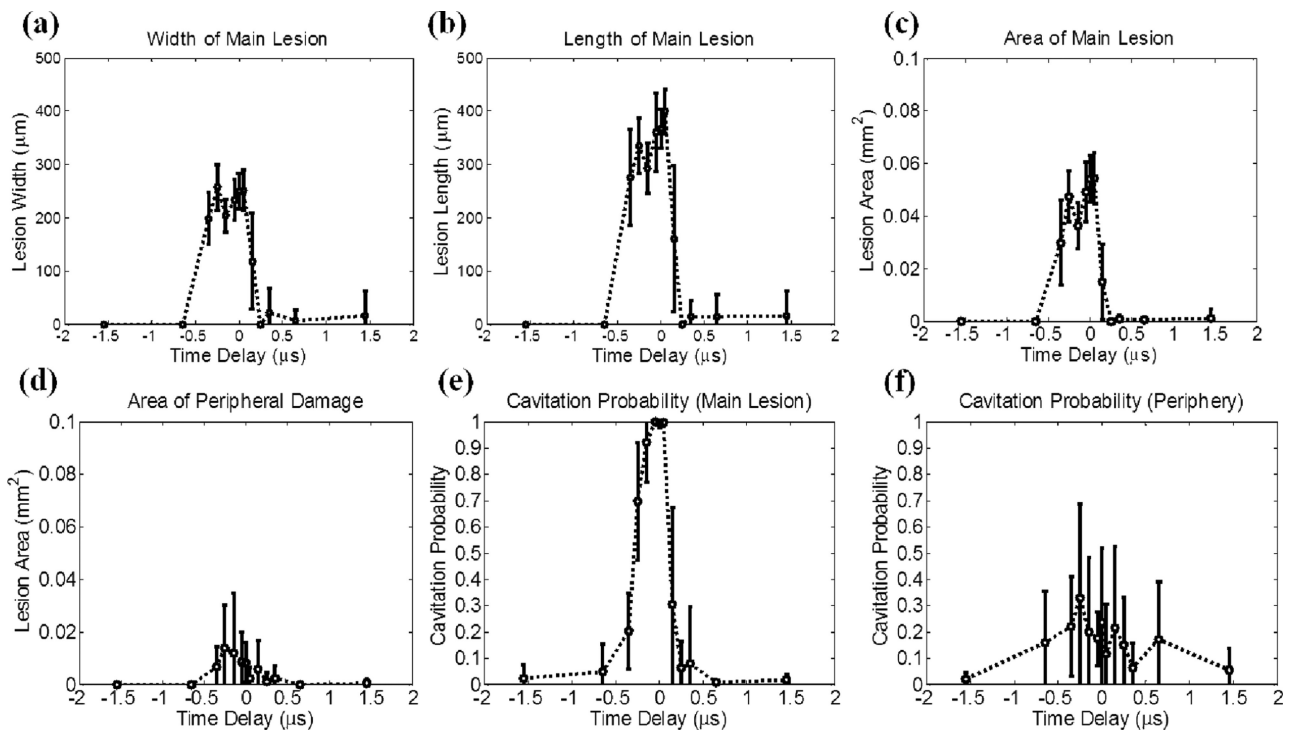 (a)
Width of Main Lesion
Lesion Width (μm)
500
400
300
200
100
0
-2 -1.5 -1 -0.5 0 0.5 1 1.5 2
Time Delay (μs)
(b)
Length of Main Lesion
Lesion Length (μm)
500
400
300
200
100
0
-2 -1.5 -1 -0.5 0 0.5 1 1.5 2
Time Delay (μs)
(c)
Area of Main Lesion
Lesion Area (mm²)
0.1
0.08
0.06
0.04
0.02
0
-2 -1.5 -1 -0.5 0 0.5 1 1.5 2
Time Delay (μs)
(d)
Area of Peripheral Damage
Lesion Area (mm²)
0.1
0.08
0.06
0.04
0.02
0
-2 -1.5 -1 -0.5 0 0.5 1 1.5 2
Time Delay (μs)
(e)
Cavitation Probability (Main Lesion)
Cavitation Probability
1
0.9
0.8
0.7
0.6
0.5
0.4
0.3
0.2
0.1
0
-2 -1.5 -1 -0.5 0 0.5 1 1.5 2
Time Delay (μs)
(f)
Cavitation Probability (Periphery)
Cavitation Probability
1
0.9
0.8
0.7
0.6
0.5
0.4
0.3
0.2
0.1
0
-2 -1.5 -1 -0.5 0 0.5 1 1.5 2
Time Delay (μs)